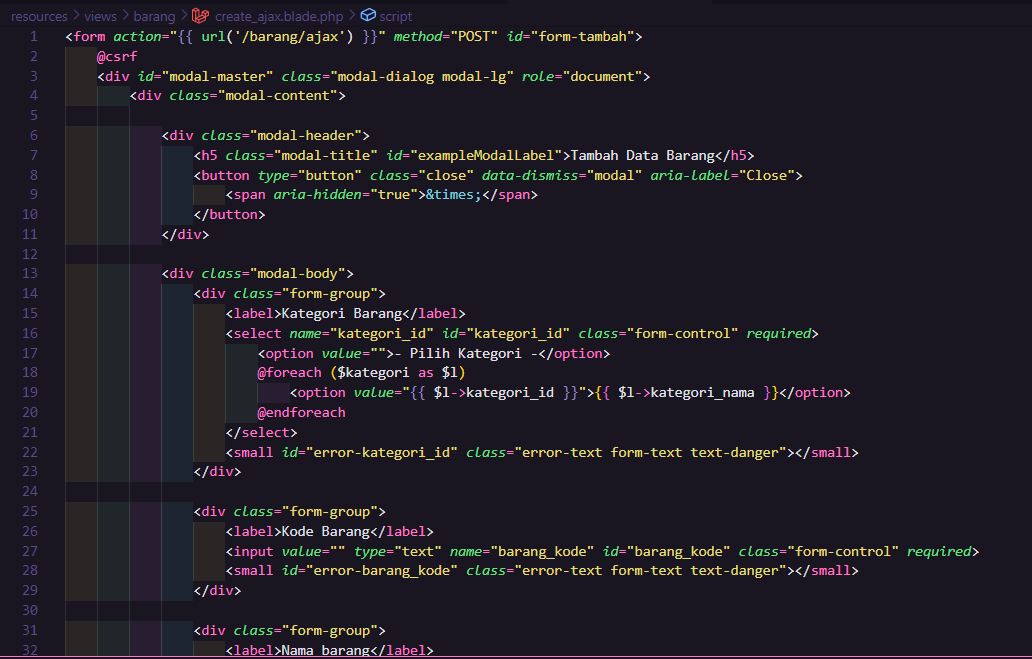 resources > views > barang > create_ajax.blade.php > script
1 <form action="{{ url('/barang/ajax') }}" method="POST" id="form-tambah">
2 @csrf
3 <div id="modal-master" class="modal-dialog modal-lg" role="document">
4 <div class="modal-content">
5
6 <div class="modal-header">
7 <h5 class="modal-title" id="exampleModalLabel">Tambah Data Barang</h5>
8 <button type="button" class="close" data-dismiss="modal" aria-label="Close">
9 <span aria-hidden="true">&times;</span>
10 </button>
11 </div>
12
13 <div class="modal-body">
14 <div class="form-group">
15 <label>Kategori Barang</label>
16 <select name="kategori_id" id="kategori_id" class="form-control" required>
17 <option value="">- Pilih Kategori -</option>
18 @foreach ($kategori as $l)
19 <option value="{{ $l->kategori_id }}">{{ $l->kategori_nama }}</option>
20 @endforeach
21 </select>
22 <small id="error-kategori_id" class="error-text form-text text-danger"></small>
23 </div>
24
25 <div class="form-group">
26 <label>Kode Barang</label>
27 <input value="" type="text" name="barang_kode" id="barang_kode" class="form-control" required>
28 <small id="error-barang_kode" class="error-text form-text text-danger"></small>
29 </div>
30
31 <div class="form-group">
32 <label>Nama barang</label>